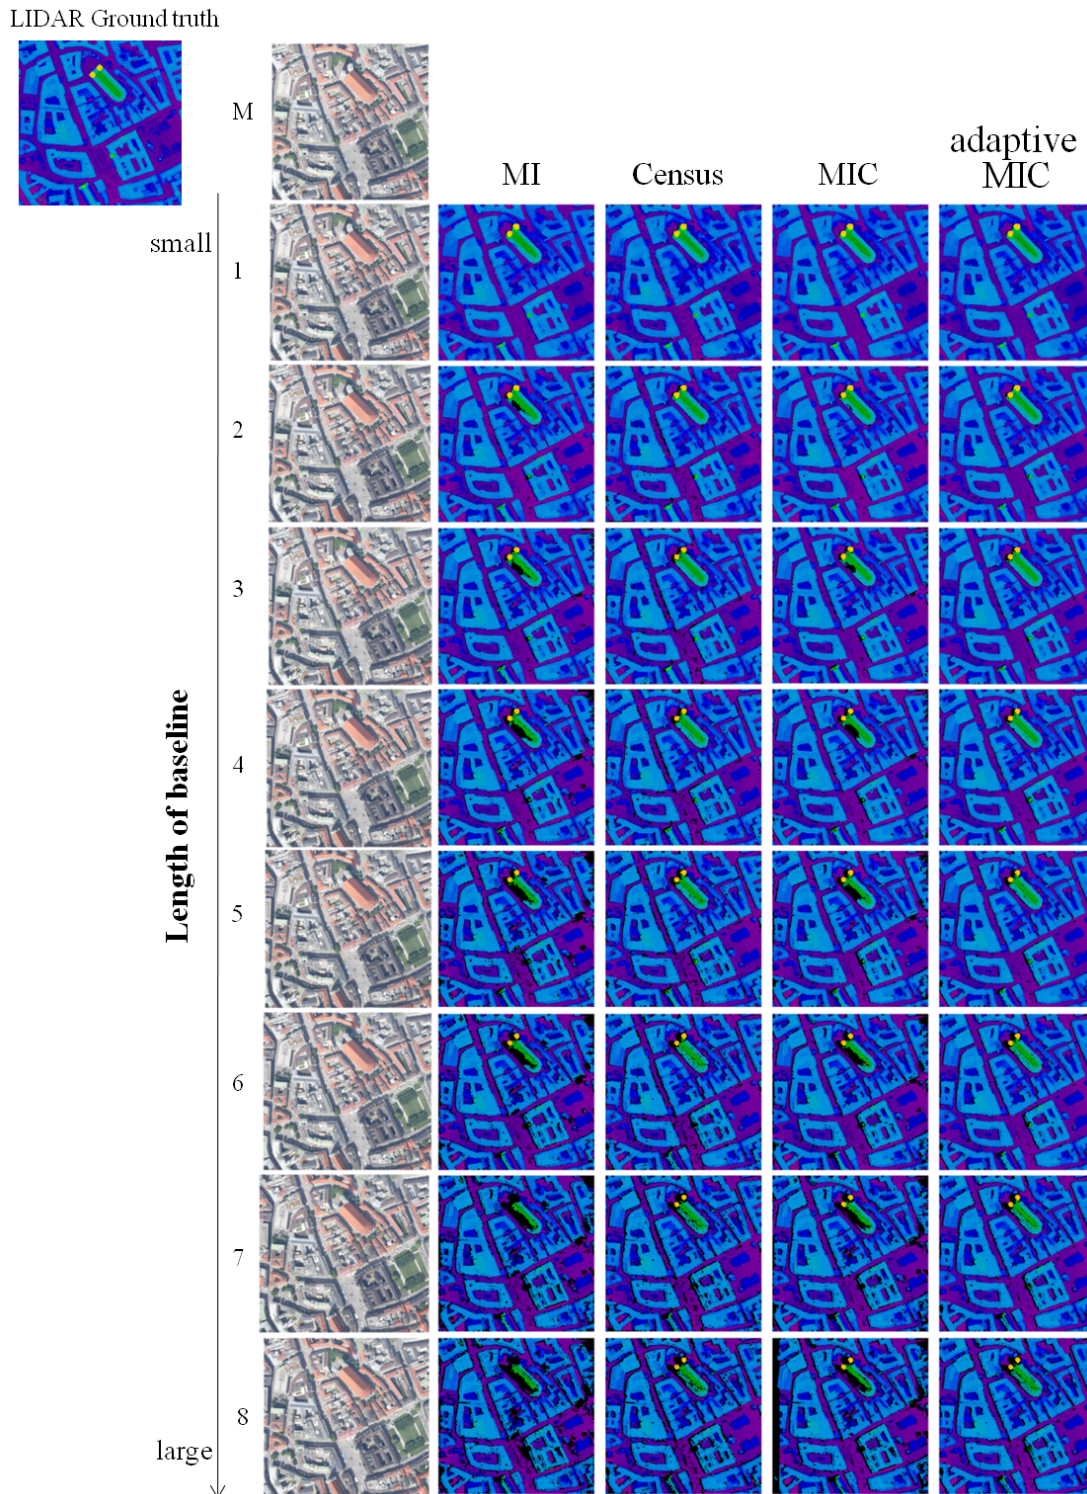 LIDAR Ground truth
M
MI
Census
MIC
adaptive
MIC
small
1
2
3
4
Length of baseline
5
6
7
8
large